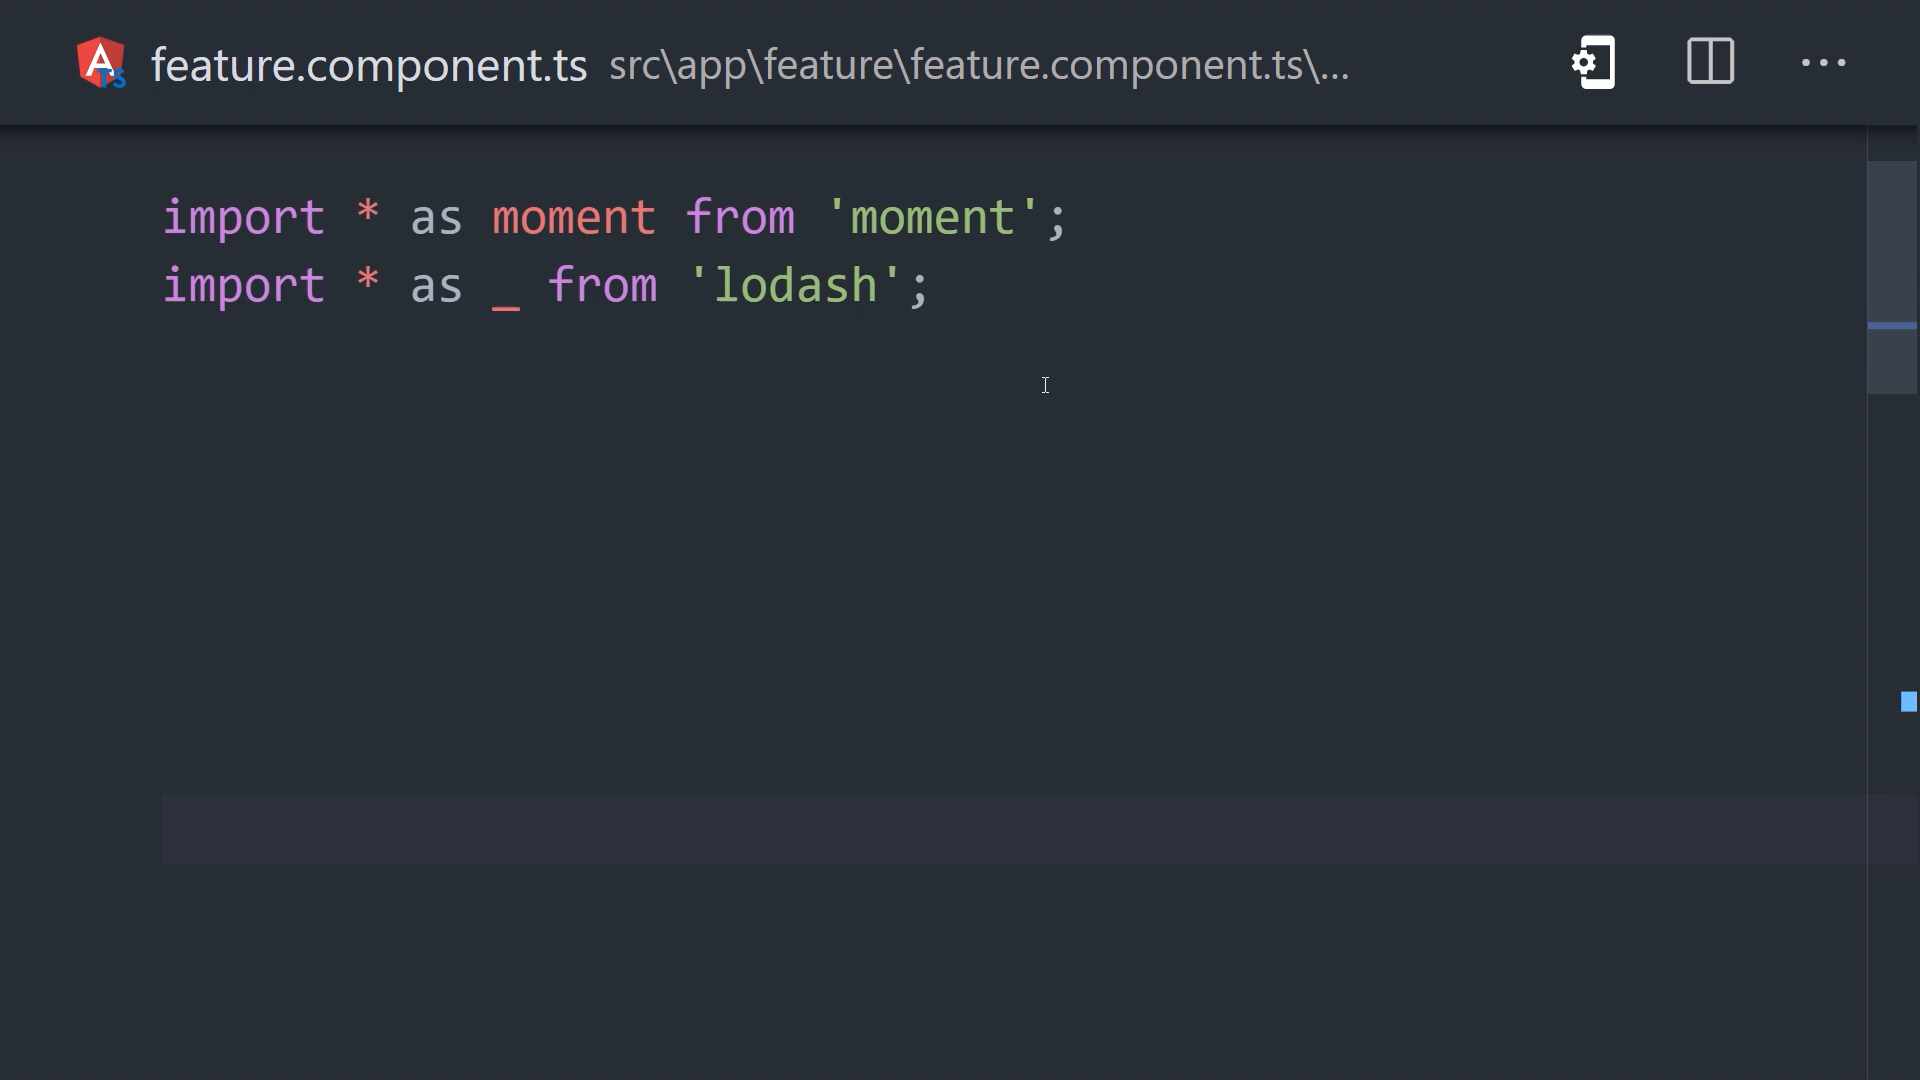 feature.component.ts src\app\feature\feature.component.ts\...
import * as moment from 'moment';
import * as _ from 'lodash';